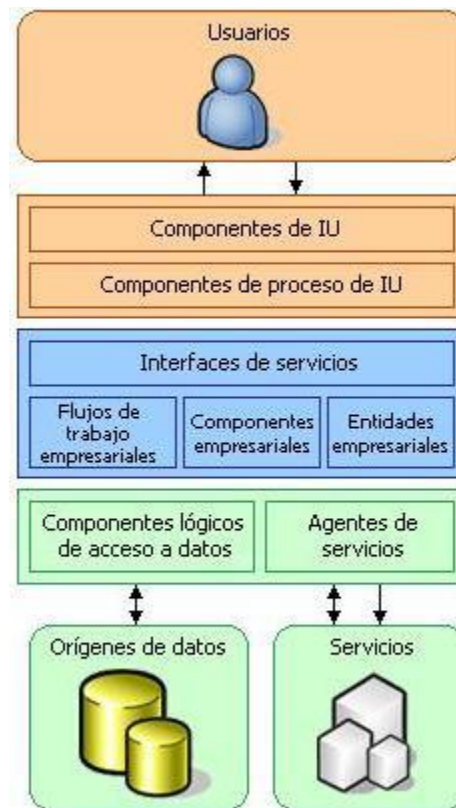 Usuarios
Componentes de IU
Componentes de proceso de IU
Interfaces de servicios
Flujos de
trabajo
empresariales
Componentes
empresariales
Entidades
empresariales
Componentes lógicos
de acceso a datos
Agentes de
servicios
Orígenes de datos
Servicios